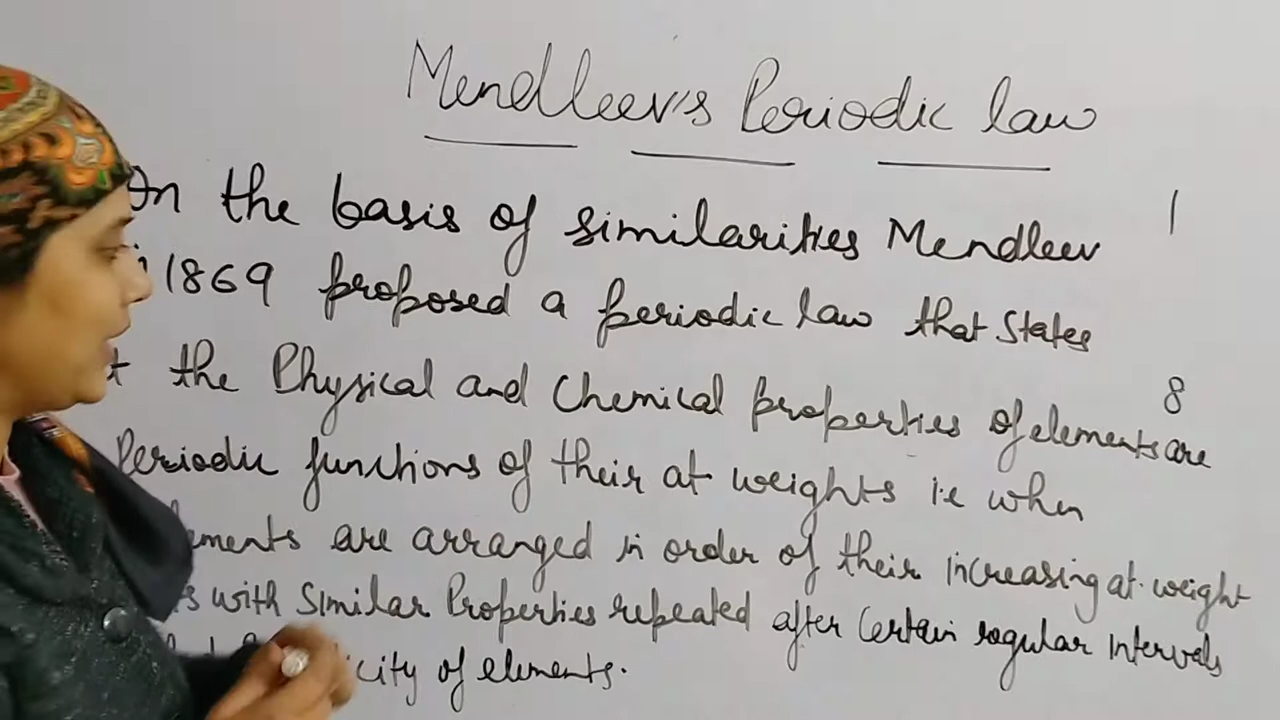 Mendleev's Periodic law
On the basis of similarities Mendleev 1
1869 proposed a periodic law that States
the Physical and Chemical properties of elements are 8
Periodic functions of their at weights i.e when
ements are arranged in order of their increasing at. weight
s with Similar Properties repeated after Certain regular Intervals
icity of elements.